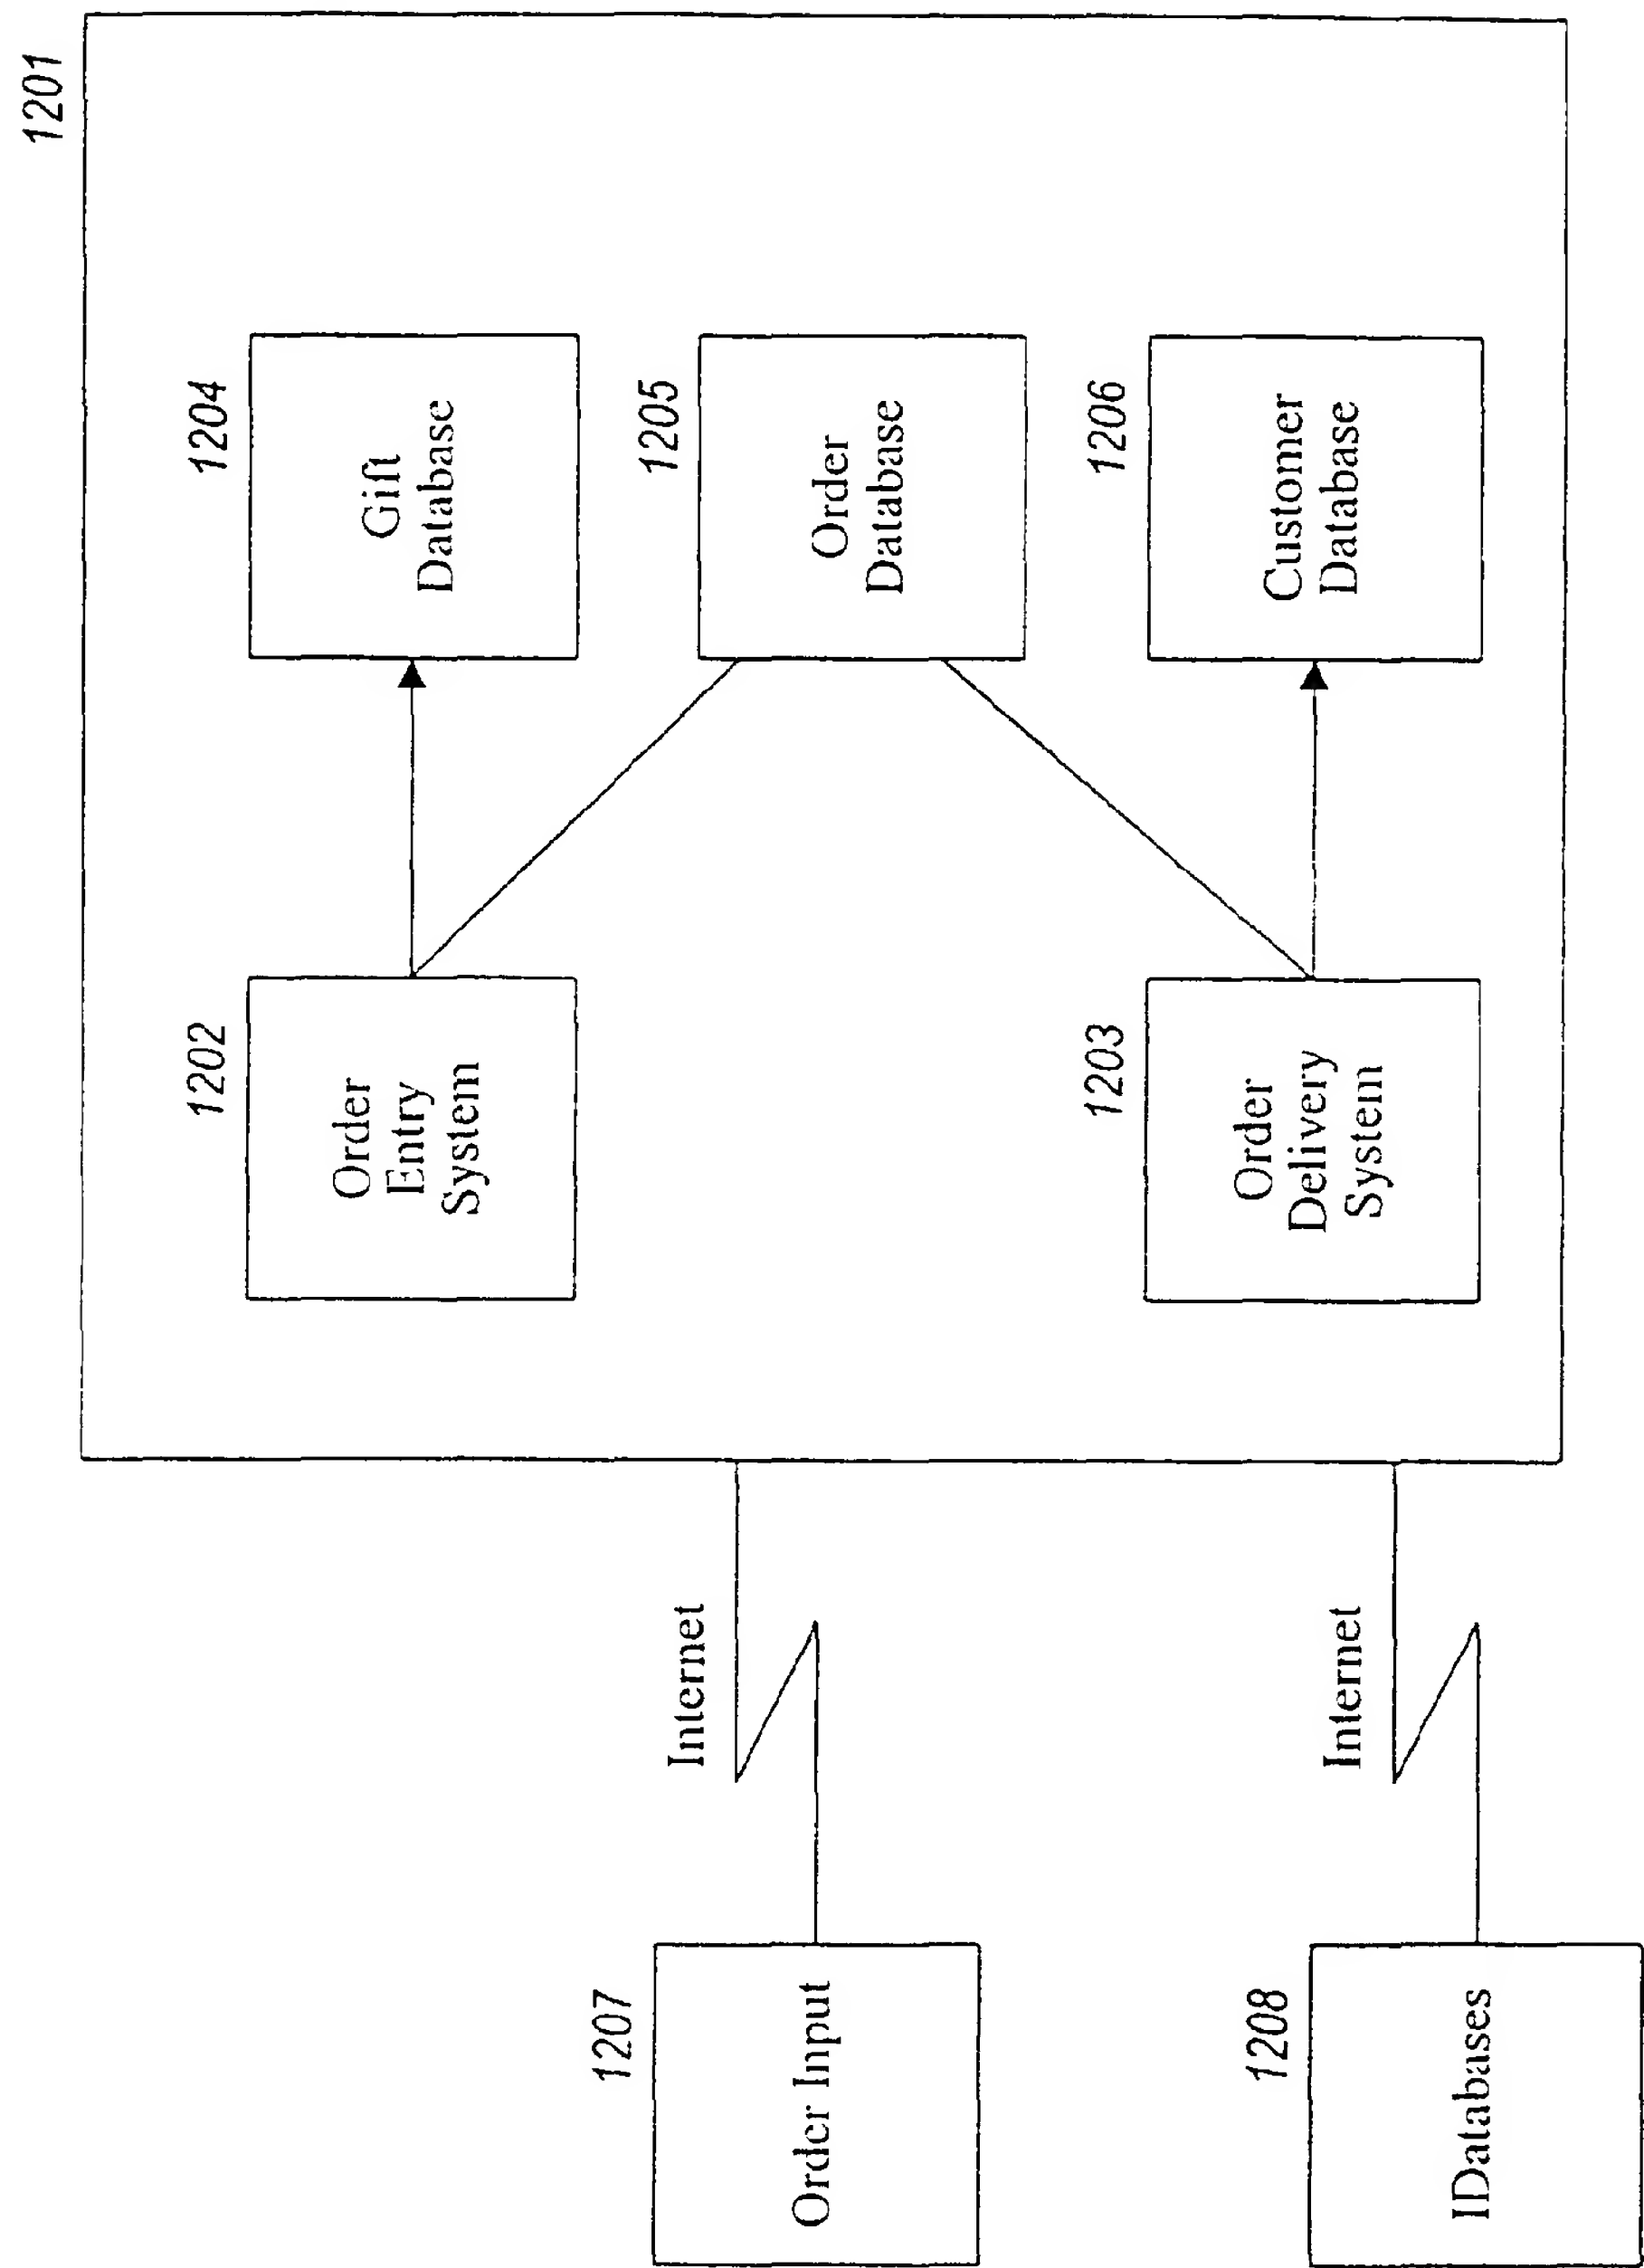 1201
1202
Order
Entry
System
1204
Gift
Database
1205
Order
Database
1203
Order
Delivery
System
1206
Customer
Database
1207
Order Input
Internet
1208
Databases
Internet